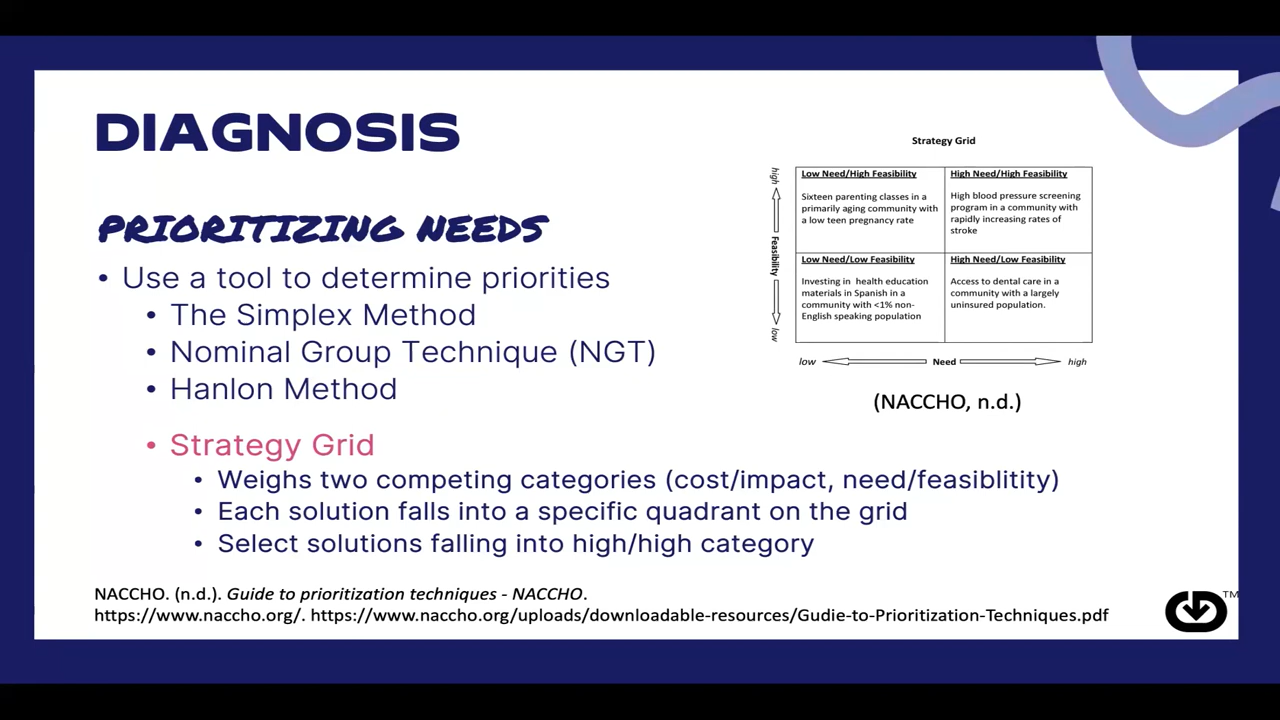 DIAGNOSIS
PRIORITIZING NEEDS
• Use a tool to determine priorities
• The Simplex Method
• Nominal Group Technique (NGT)
• Hanlon Method
• Strategy Grid
• Weighs two competing categories (cost/impact, need/feasiblitity)
• Each solution falls into a specific quadrant on the grid
• Select solutions falling into high/high category
Strategy Grid
high
Feasibility
low
Low Need/High Feasibility
Sixteen parenting classes in a
primarily aging community with
a low teen pregnancy rate
High Need/High Feasibility
High blood pressure screening
program in a community with
rapidly increasing rates of
stroke
Low Need/Low Feasibility
Investing in health education
materials in Spanish in a
community with <1% non-
English speaking population
High Need/Low Feasibility
Access to dental care in a
community with a largely
uninsured population.
low Need high
(NACCHO, n.d.)
NACCHO. (n.d.). Guide to prioritization techniques - NACCHO.
https://www.naccho.org/. https://www.naccho.org/uploads/downloadable-resources/Gudie-to-Prioritization-Techniques.pdf
TM